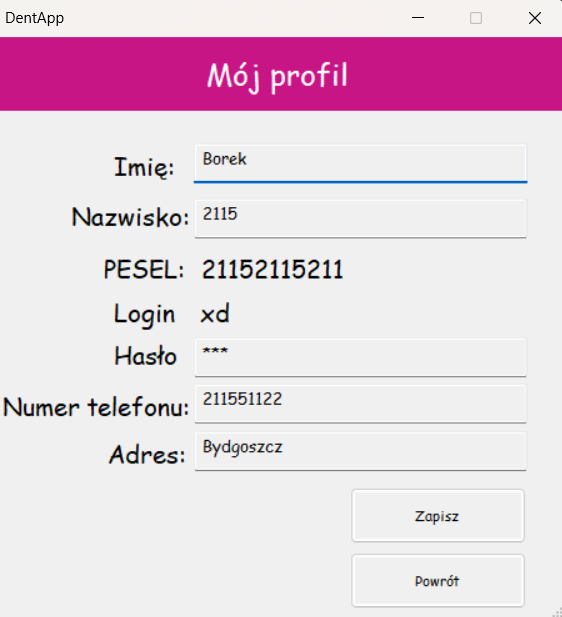 DentApp
Mój profil
Imię: Borek
Nazwisko: 2115
PESEL: 21152115211
Login xd
Hasło ***
Numer telefonu: 211551122
Adres: Bydgoszcz
Zapisz
Powrót